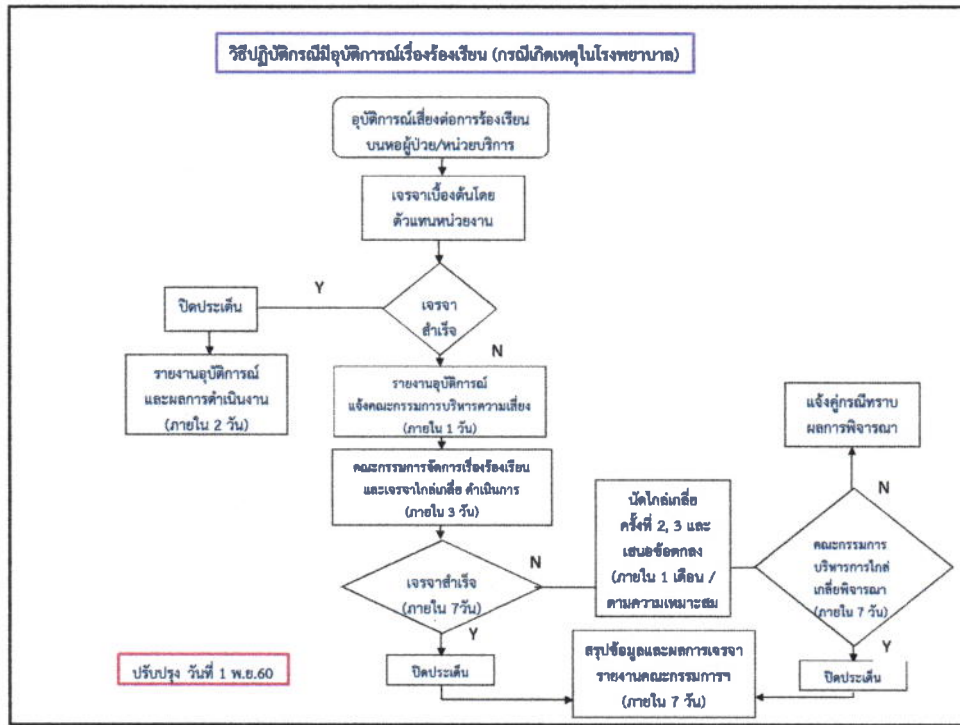 วิธีปฏิบัติกรณีมีอุบัติการณ์เรื่องร้องเรียน (กรณีเกิดเหตุในโรงพยาบาล)
อุบัติการณ์เสี่ยงต่อการร้องเรียน
บนหอผู้ป่วย/หน่วยบริการ
เจรจาเบื้องต้นโดย
ตัวแทนหน่วยงาน
เจรจา
สำเร็จ
Y
ปิดประเด็น
รายงานอุบัติการณ์
และผลการดำเนินงาน
(ภายใน 2 วัน)
N
รายงานอุบัติการณ์
แจ้งคณะกรรมการบริหารความเสี่ยง
(ภายใน 1 วัน)
คณะกรรมการจัดการเรื่องร้องเรียน
และเจรจาไกล่เกลี่ย ดำเนินการ
(ภายใน 3 วัน)
เจรจาสำเร็จ
(ภายใน 7วัน)
N
นัดไกล่เกลี่ย
ครั้งที่ 2, 3 และ
เสนอข้อตกลง
(ภายใน 1 เดือน /
ตามความเหมาะสม
คณะกรรมการ
บริหารการไกล่
เกลี่ยพิจารณา
(ภายใน 7 วัน)
N
แจ้งคู่กรณีทราบ
ผลการพิจารณา
Y
ปิดประเด็น
Y
ปิดประเด็น
สรุปข้อมูลและผลการเจรจา
รายงานคณะกรรมการฯ
(ภายใน 7 วัน)
ปรับปรุง วันที่ 1 พ.ย.60